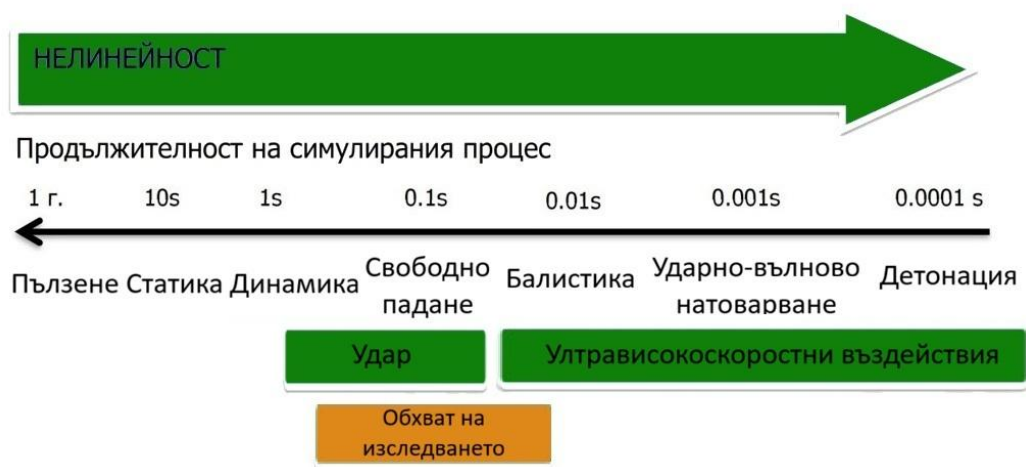 НЕЛИНЕЙНОСТ
Продължителност на симулирания процес
1 г. 10s 1s 0.1s 0.01s 0.001s 0.0001 s
Пълзене Статика Динамика Свободно падане Балистика Ударно-вълново натоварване Детонация
Удар Ултрависокоскоростни въздействия
Обхват на
изследването